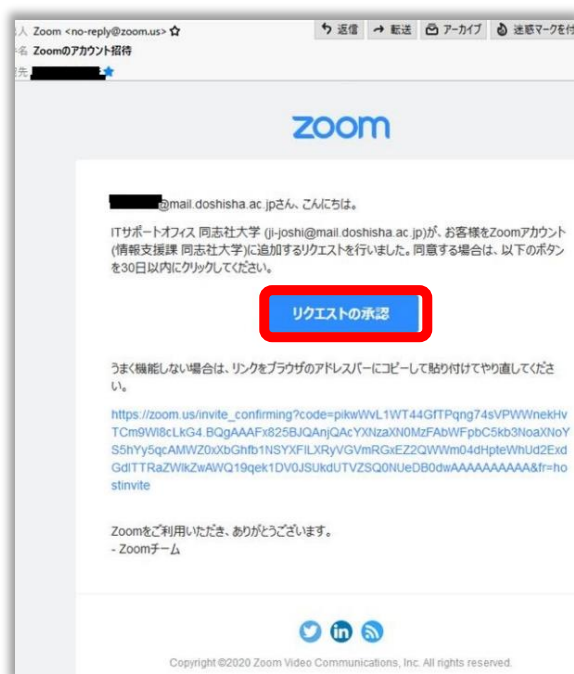 人 Zoom <no-reply@zoom.us> 返信 転送 アーカイブ 迷惑マークを付
名 Zoomのアカウント招待
先
zoom
@mail.doshisha.ac.jpさん、こんにちは。
ITサポートオフィス 同志社大学 (ji-joshi@mail.doshisha.ac.jp)が、お客様をZoomアカウント
(情報支援課 同志社大学)に追加するリクエストを行いました。同意する場合は、以下のボタン
を30日以内にクリックしてください。
リクエストの承認
うまく機能しない場合は、リンクをブラウザのアドレスバーにコピーして貼り付けてやり直してくださ
い。
https://zoom.us/invite_confirming?code=pikwWvL1WT44GfTPqng74sVPWWnekHv
TCm9Wl8cLkG4.BQgAAAFx825BJQAnjQAcYXNzaXN0MzFAbWFpbC5kb3NoaXNoY
S5hYy5qcAMWZ0xXbGhfb1NSYXFILXRyVGVmRGxEZ2QWWm04dHpteWhUd2Exd
GdITTRaZWlkZwAWQ19qek1DV0JSUkdUTVZSQ0NUeDB0dwAAAAAAAAAA&fr=ho
stinvite
Zoomをご利用いただき、ありがとうございます。
- Zoomチーム
Copyright ©2020 Zoom Video Communications, Inc. All rights reserved.